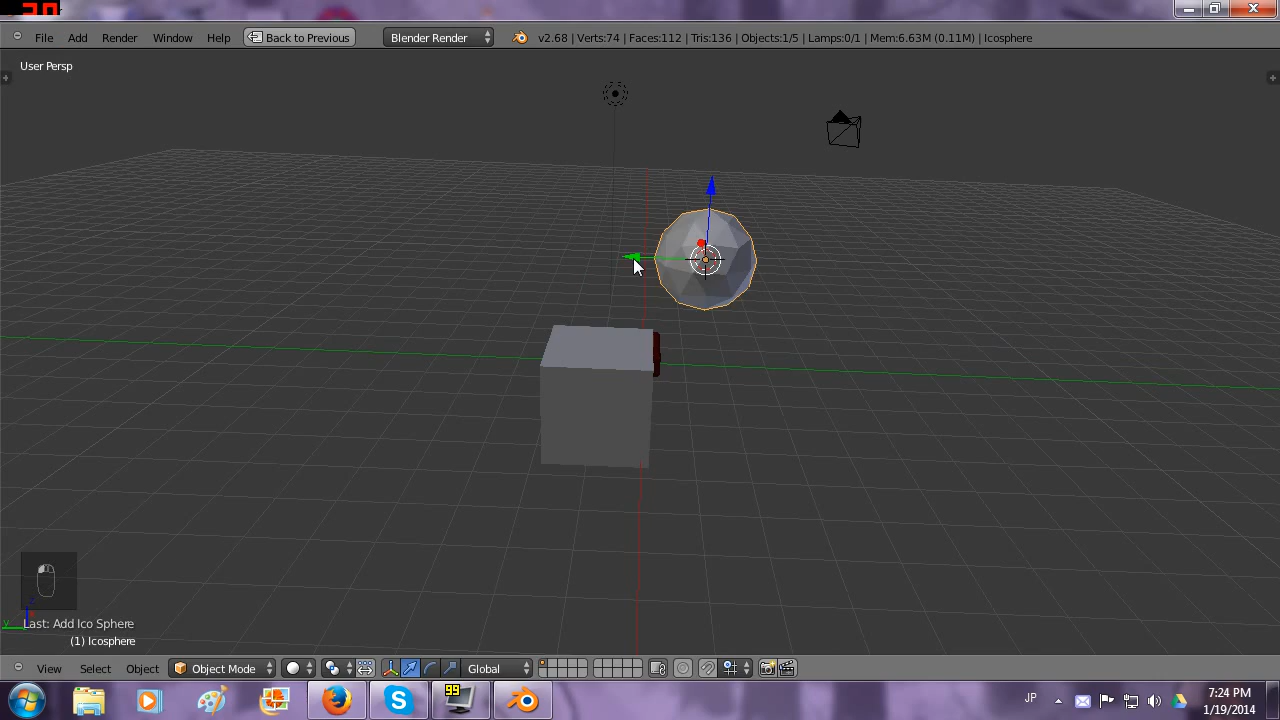 File Add Render Window Help Back to Previous Blender Render v2.68 | Verts:74 | Faces:112 | Tris:136 | Objects:1/5 | Lamps:0/1 | Mem:6.63M (0.11M) | Icosphere
User Persp
Last: Add Ico Sphere
(1) Icosphere
View Select Object Object Mode Global
99
JP
7:24 PM
1/19/2014